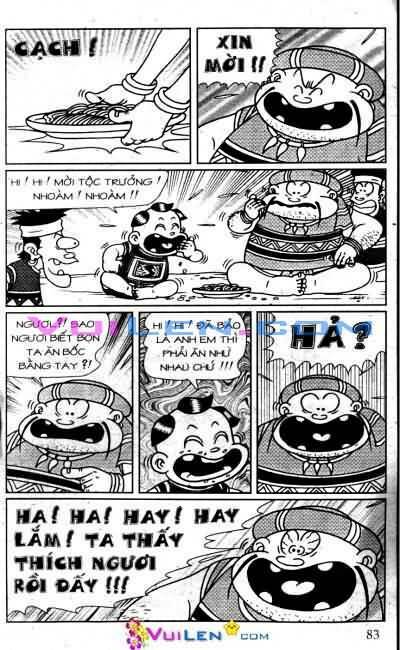 CẠCH!
XIN
MỜI!!
HI! HI! MỜI TỘC TRƯỞNG!
NHOÀM! NHOÀM!!
NGƯƠI?! SAO
NGƯƠI BIẾT BỌN
TA ĂN BỐC
BẰNG TAY?!
HI! HI! ĐÃ BẢO
LÀ ANH EM THÌ
PHẢI ĂN NHƯ
NHAU CHỨ!!!
HẢ?
VUILEN.COM
HA! HA! HAY! HAY
LẮM! TA THẤY
THÍCH NGƯƠI
RỒI ĐẤY!!!
83
VUILEN.COM